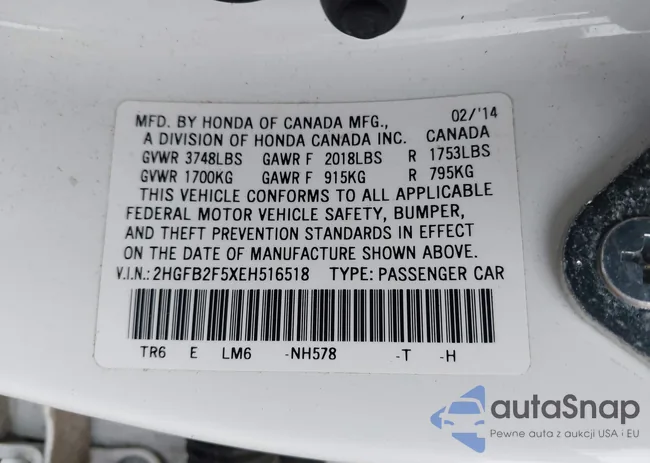 MFD. BY HONDA OF CANADA MFG., 02/'14
A DIVISION OF HONDA CANADA INC. CANADA
GVWR 3748LBS GAWR F 2018LBS R 1753LBS
GVWR 1700KG GAWR F 915KG R 795KG
THIS VEHICLE CONFORMS TO ALL APPLICABLE
FEDERAL MOTOR VEHICLE SAFETY, BUMPER,
AND THEFT PREVENTION STANDARDS IN EFFECT
ON THE DATE OF MANUFACTURE SHOWN ABOVE.
V.I.N.: 2HGFB2F5XEH516518 TYPE: PASSENGER CAR
TR6 E LM6 -NH578 -T -H
autaSnap
Pewne auta z aukcji USA i EU